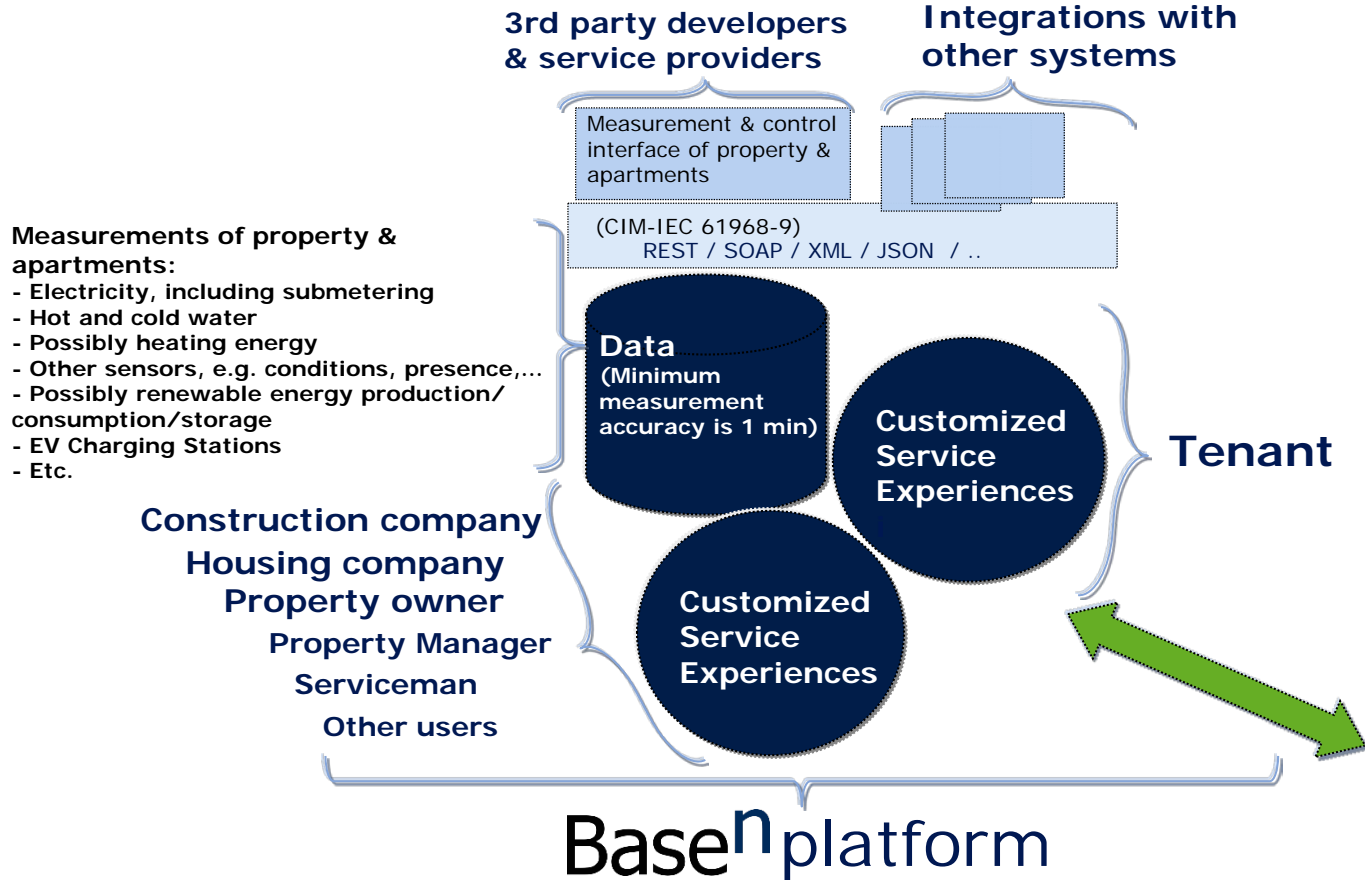 3rd party developers
& service providers
Integrations with
other systems
Measurement & control
interface of property &
apartments
(CIM-IEC 61968-9)
REST / SOAP / XML / JSON / ..
Measurements of property &
apartments:
- Electricity, including submetering
- Hot and cold water
- Possibly heating energy
- Other sensors, e.g. conditions, presence,...
- Possibly renewable energy production/
consumption/storage
- EV Charging Stations
- Etc.
Data
(Minimum
measurement
accuracy is 1 min)
Customized
Service
Experiences
Tenant
Construction company
Housing company
Property owner
Property Manager
Serviceman
Other users
Customized
Service
Experiences
Basen platform